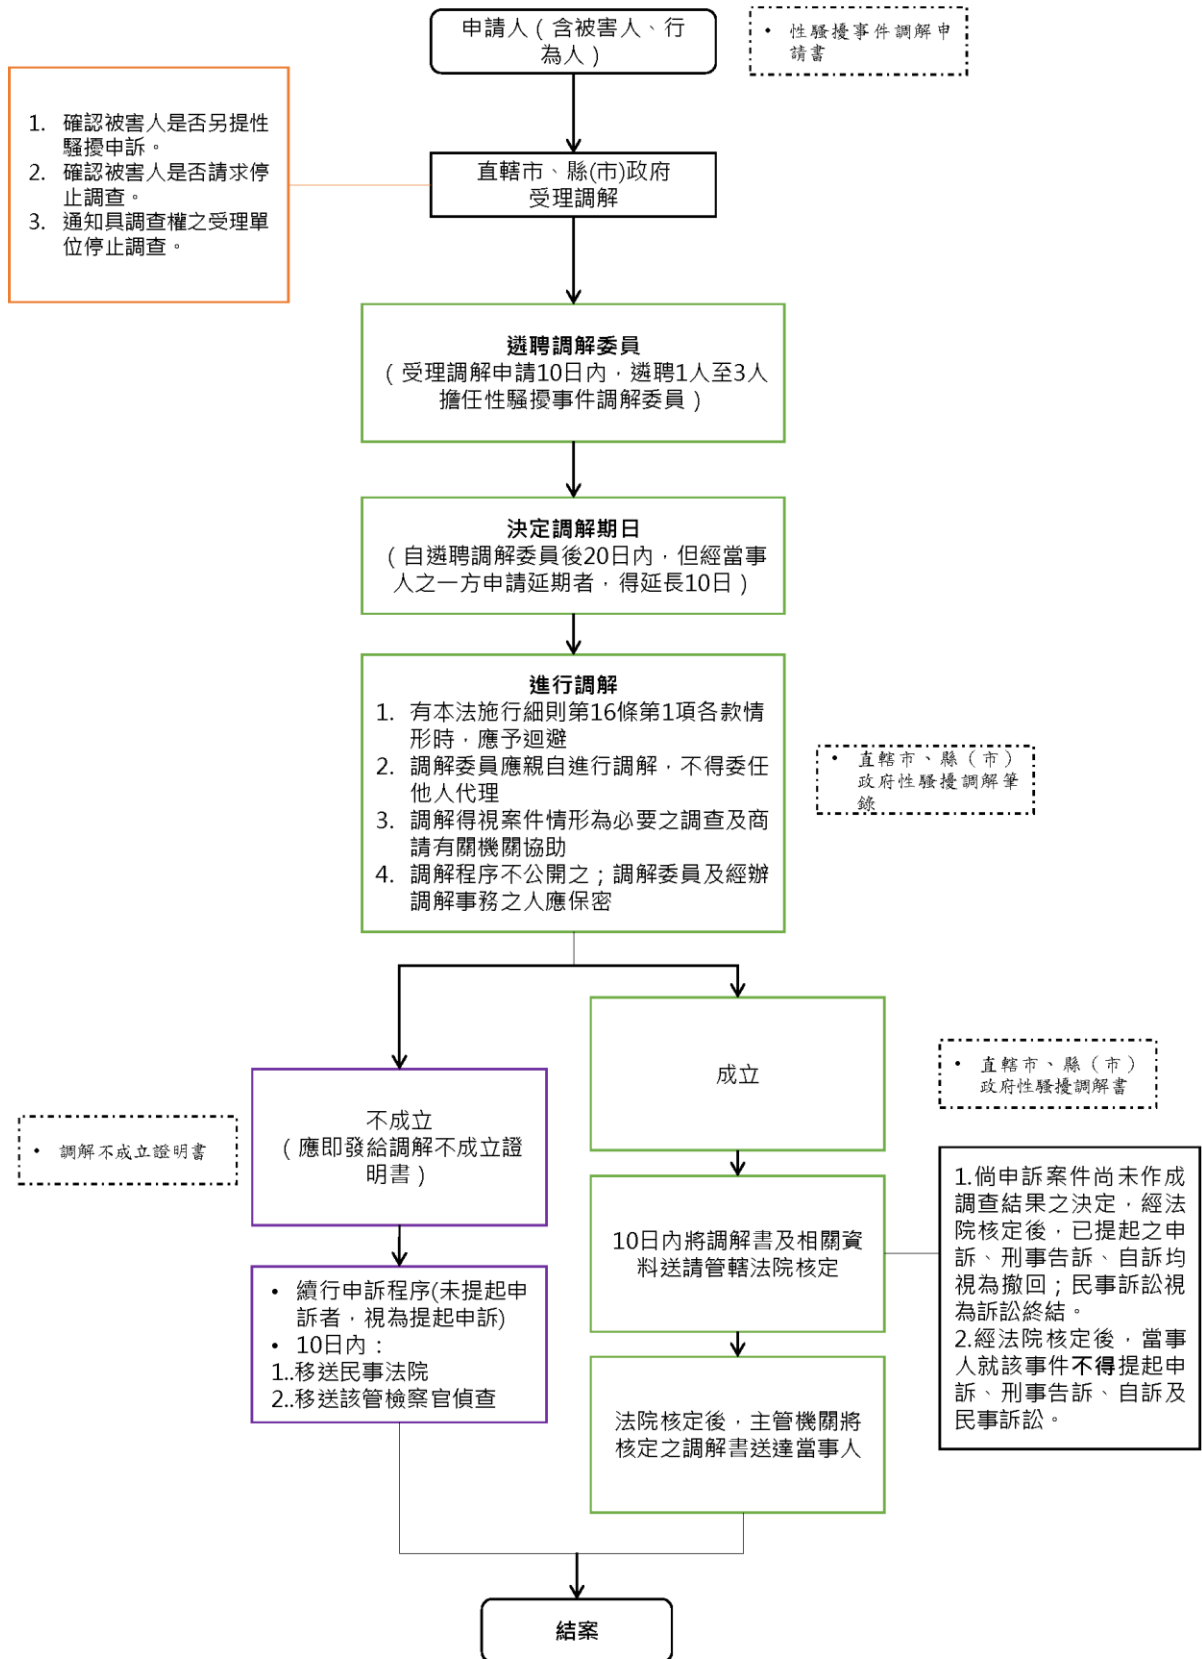 申請人（含被害人、行
為人）
• 性騷擾事件調解申
請書
1. 確認被害人是否另提性
騷擾申訴。
2. 確認被害人是否請求停
止調查。
3. 通知具調查權之受理單
位停止調查。
直轄市、縣(市)政府
受理調解
遴聘調解委員
（受理調解申請10日內，遴聘1人至3人
擔任性騷擾事件調解委員）
決定調解期日
（自遴聘調解委員後20日內，但經當事
人之一方申請延期者，得延長10日）
進行調解
1. 有本法施行細則第16條第1項各款情
形時，應予迴避
2. 調解委員應親自進行調解，不得委任
他人代理
3. 調解得視案件情形為必要之調查及商
請有關機關協助
4. 調解程序不公開之；調解委員及經辦
調解事務之人應保密
• 直轄市、縣（市）
政府性騷擾調解筆
錄
成立
• 直轄市、縣（市）
政府性騷擾調解書
不成立
（應即發給調解不成立證
明書）
• 調解不成立證明書
10日內將調解書及相關資
料送請管轄法院核定
1.倘申訴案件尚未作成
調查結果之決定，經法
院核定後，已提起之申
訴、刑事告訴、自訴均
視為撤回；民事訴訟視
為訴訟終結。
2.經法院核定後，當事
人就該事件不得提起申
訴、刑事告訴、自訴及
民事訴訟。
• 續行申訴程序(未提起申
訴者，視為提起申訴)
• 10日內：
1..移送民事法院
2..移送該管檢察官偵查
法院核定後，主管機關將
核定之調解書送達當事人
結案